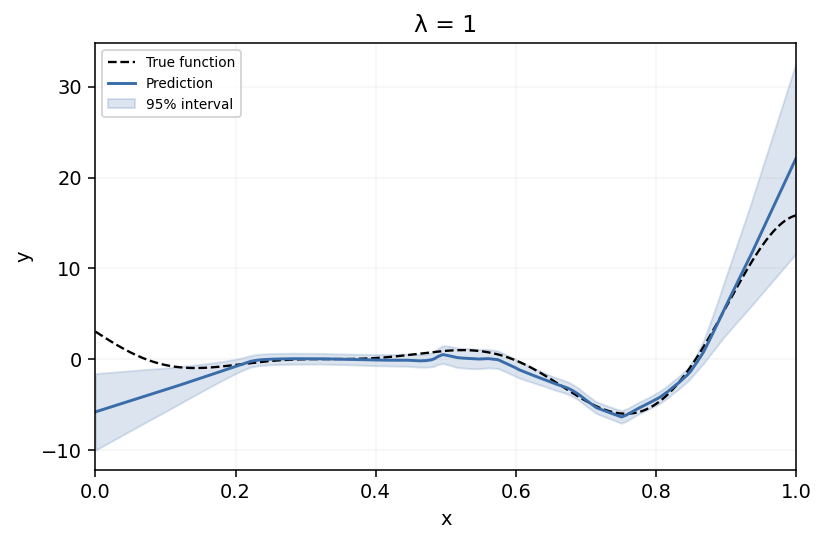 λ = 1
True function
Prediction
95% interval
y
30
20
10
0
−10
0.0 0.2 0.4 0.6 0.8 1.0
x